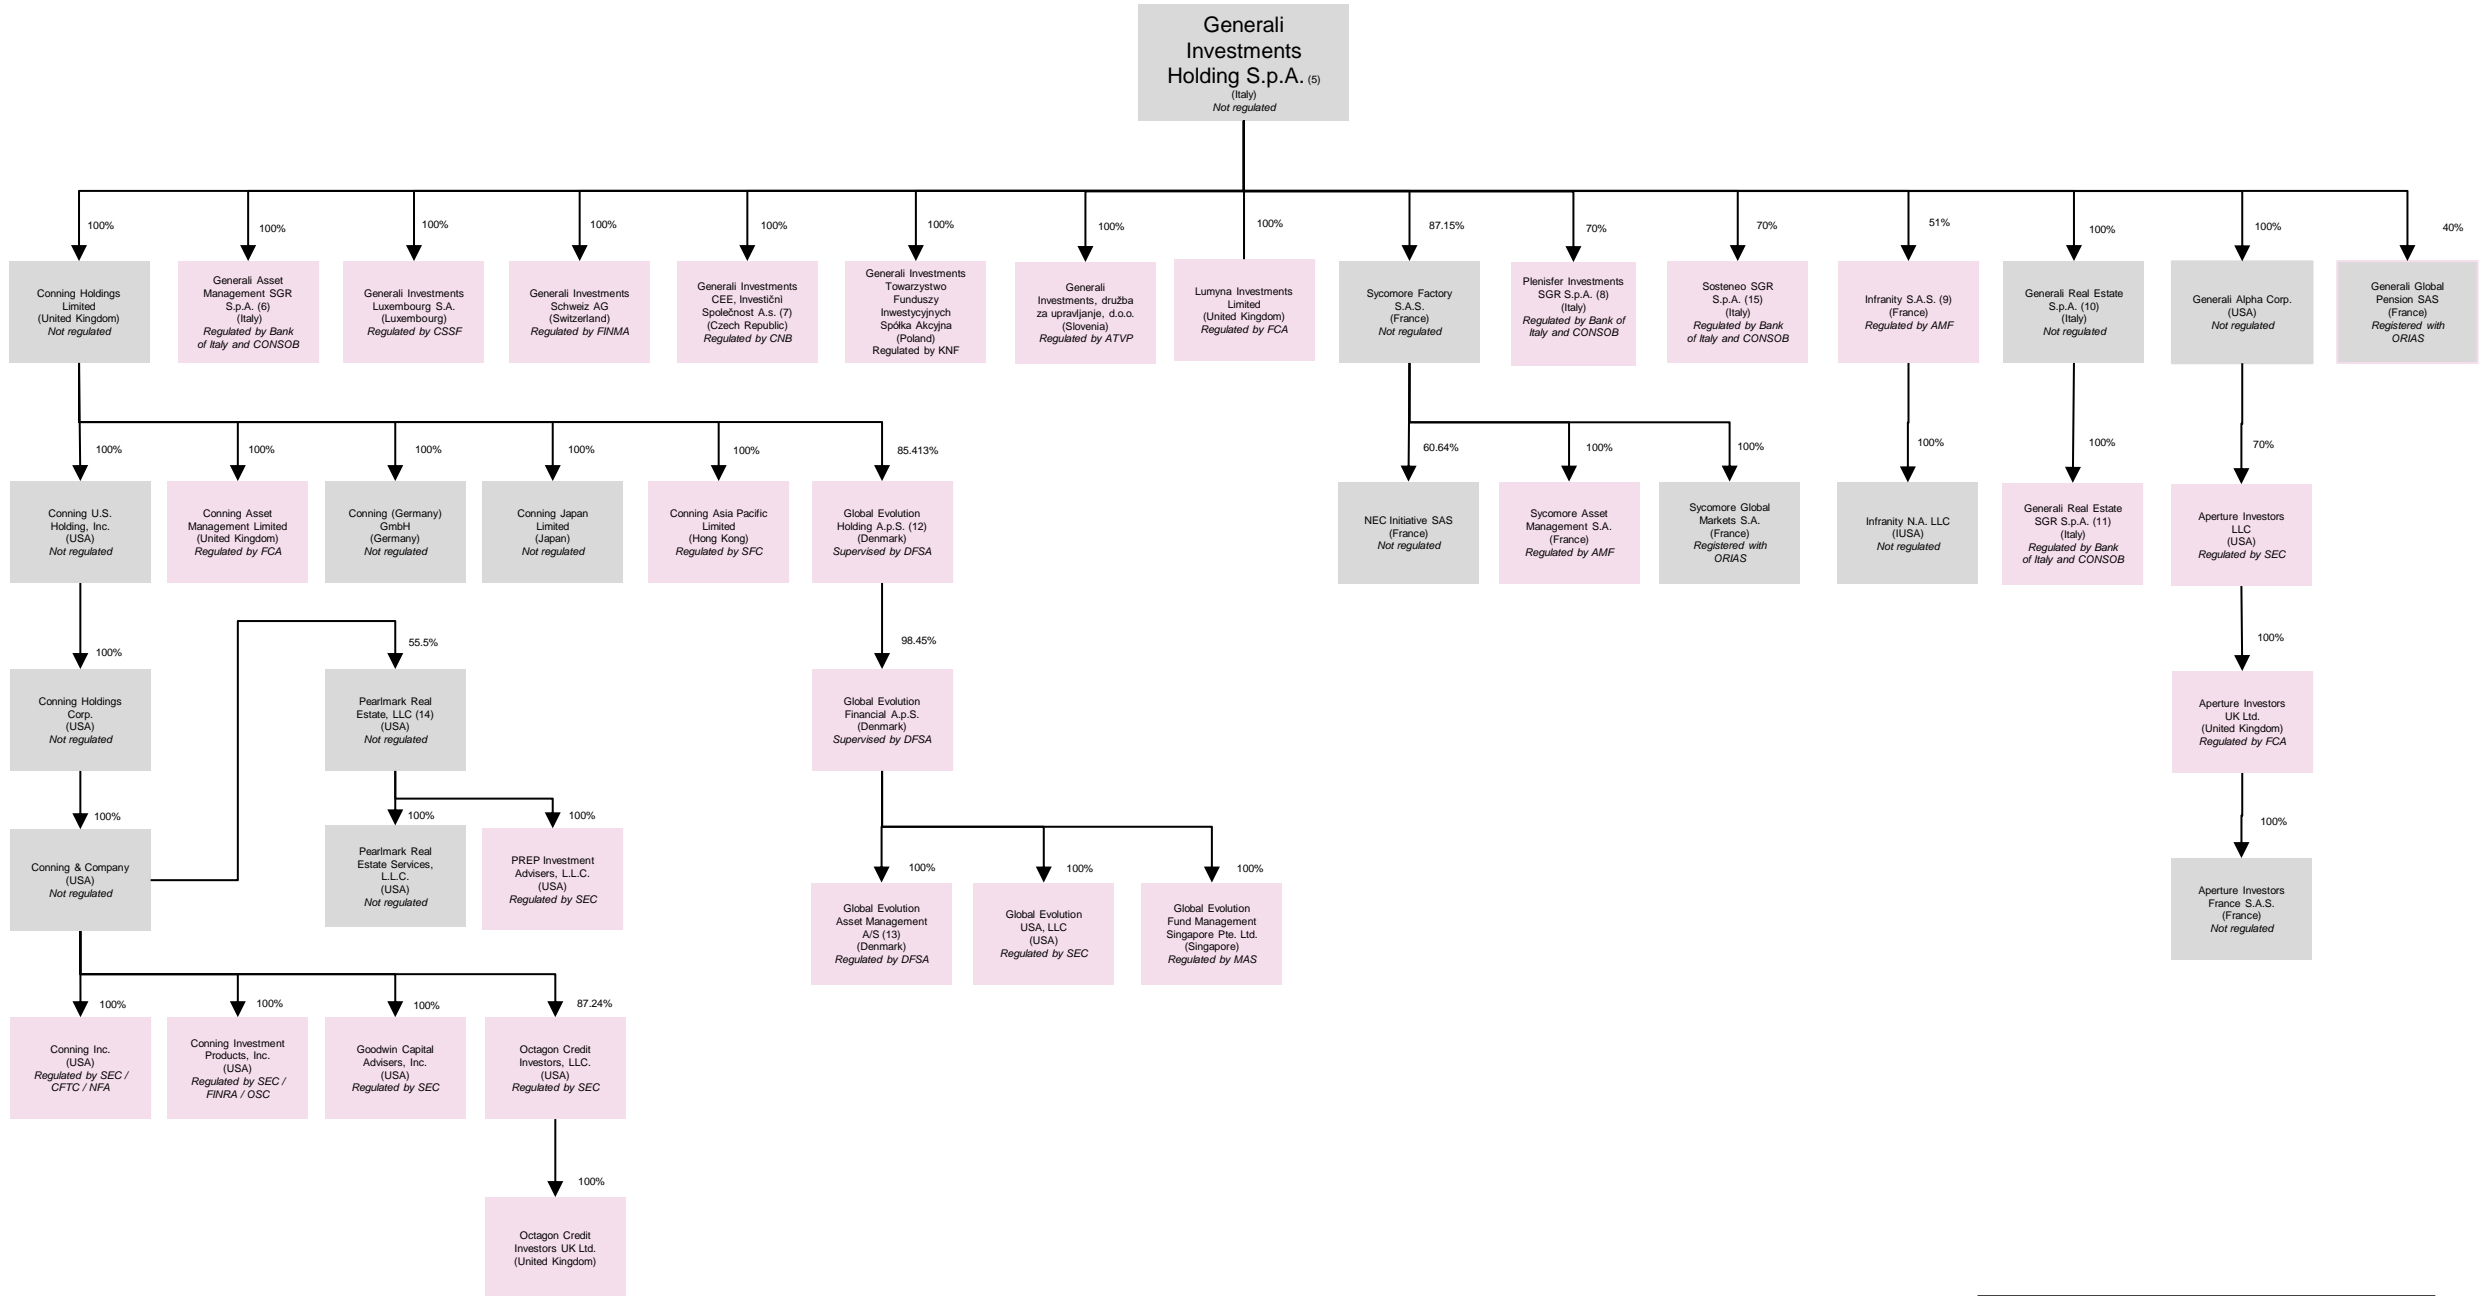 Generali
Investments
Holding S.p.A. (5)
(Italy)
Not regulated
100%
100%
100%
100%
100%
100%
100%
100%
87.15%
70%
70%
51%
100%
100%
40%
Conning Holdings
Limited
(United Kingdom)
Not regulated
Generali Asset
Management SGR
S.p.A. (6)
(Italy)
Regulated by Bank
of Italy and CONSOB
Generali Investments
Luxembourg S.A.
(Luxembourg)
Regulated by CSSF
Generali Investments
Schweiz AG
(Switzerland)
Regulated by FINMA
Generali Investments
CEE, Investiční
Společnost A.s. (7)
(Czech Republic)
Regulated by CNB
Generali Investments
Towarzystwo
Funduszy
Inwestycyjnych
Spółka Akcyjna
(Poland)
Regulated by KNF
Generali
Investments, družba
za upravljanje, d.o.o.
(Slovenia)
Regulated by ATVP
Lumyna Investments
Limited
(United Kingdom)
Regulated by FCA
Sycomore Factory
S.A.S.
(France)
Not regulated
Plenisfer Investments
SGR S.p.A. (8)
(Italy)
Regulated by Bank of
Italy and CONSOB
Sosteneo SGR
S.p.A. (15)
(Italy)
Regulated by Bank
of Italy and CONSOB
Infranity S.A.S. (9)
(France)
Regulated by AMF
Generali Real Estate
S.p.A. (10)
(Italy)
Not regulated
Generali Alpha Corp.
(USA)
Not regulated
Generali Global
Pension SAS
(France)
Registered with
ORIAS
100%
100%
100%
100%
100%
85.413%
60.64%
100%
100%
100%
100%
70%
Conning U.S.
Holding, Inc.
(USA)
Not regulated
Conning Asset
Management Limited
(United Kingdom)
Regulated by FCA
Conning (Germany)
GmbH
(Germany)
Not regulated
Conning Japan
Limited
(Japan)
Not regulated
Conning Asia Pacific
Limited
(Hong Kong)
Regulated by SFC
Global Evolution
Holding A.p.S. (12)
(Denmark)
Supervised by DFSA
NEC Initiative SAS
(France)
Not regulated
Sycomore Asset
Management S.A.
(France)
Regulated by AMF
Sycomore Global
Markets S.A.
(France)
Registered with
ORIAS
Infranity N.A. LLC
(IUSA)
Not regulated
Generali Real Estate
SGR S.p.A. (11)
(Italy)
Regulated by Bank
of Italy and CONSOB
Aperture Investors
LLC
(USA)
Regulated by SEC
100%
55.5%
98.45%
100%
Conning Holdings
Corp.
(USA)
Not regulated
Pearlmark Real
Estate, LLC (14)
(USA)
Not regulated
Global Evolution
Financial A.p.S.
(Denmark)
Supervised by DFSA
Aperture Investors
UK Ltd.
(United Kingdom)
Regulated by FCA
100%
100%
100%
100%
Conning & Company
(USA)
Not regulated
Pearlmark Real
Estate Services,
L.L.C.
(USA)
Not regulated
PREP Investment
Advisers, L.L.C.
(USA)
Regulated by SEC
100%
100%
100%
Global Evolution
Asset Management
A/S (13)
(Denmark)
Regulated by DFSA
Global Evolution
USA, LLC
(USA)
Regulated by SEC
Global Evolution
Fund Management
Singapore Pte. Ltd.
(Singapore)
Regulated by MAS
Aperture Investors
France S.A.S.
(France)
Not regulated
100%
100%
100%
87.24%
Conning Inc.
(USA)
Regulated by SEC /
CFTC / NFA
Conning Investment
Products, Inc.
(USA)
Regulated by SEC /
FINRA / OSC
Goodwin Capital
Advisers, Inc.
(USA)
Regulated by SEC
Octagon Credit
Investors, LLC.
(USA)
Regulated by SEC
100%
Octagon Credit
Investors UK Ltd.
(United Kingdom)